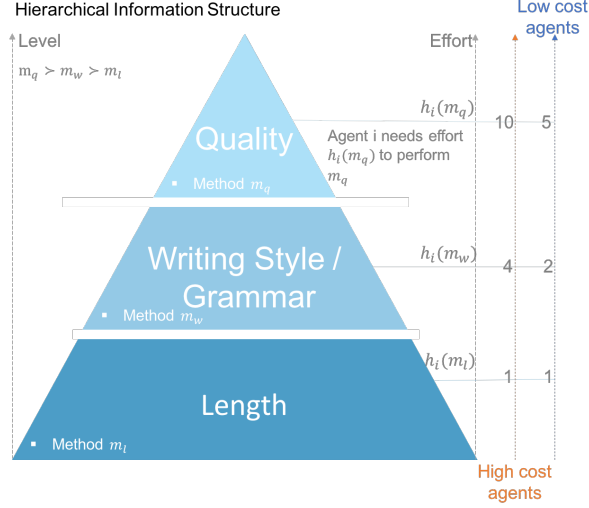 Hierarchical Information Structure
Low cost
agents
Level
Effort
m_q ≻ m_w ≻ m_l
h_i(m_q)
10
5
Quality
Agent i needs effort
h_i(m_q) to perform
m_q
▪ Method m_q
h_i(m_w)
4
2
Writing Style /
Grammar
▪ Method m_w
h_i(m_l)
1
1
Length
▪ Method m_l
High cost
agents